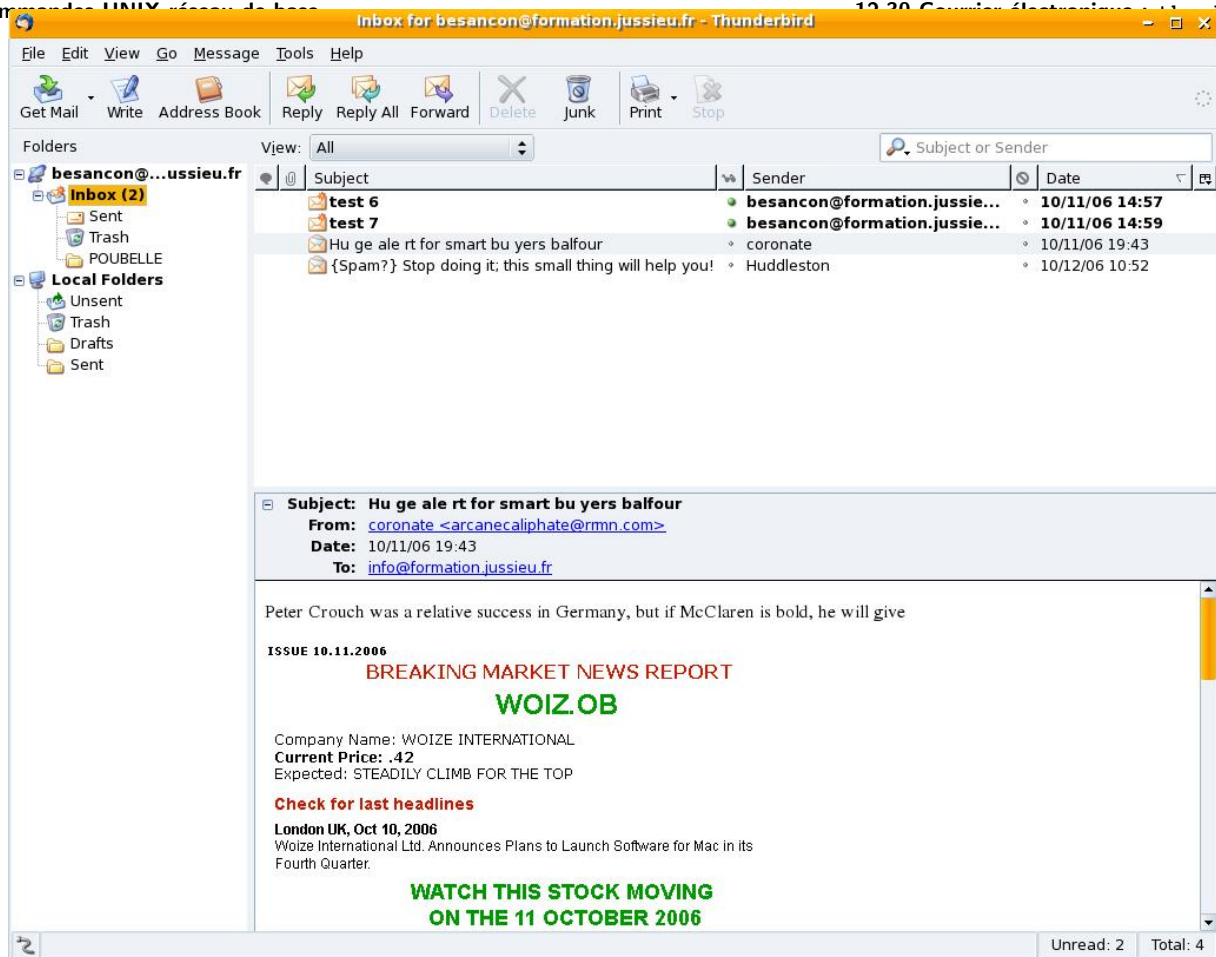 mmandes UNIX réseau de base 12.30 Courrier électronique :
Inbox for besancon@formation.jussieu.fr - Thunderbird
File Edit View Go Message Tools Help
Get Mail Write Address Book Reply Reply All Forward Delete Junk Print Stop
Folders View: All Subject or Sender
besancon@...ussieu.fr Subject Sender Date
Inbox (2) test 6 besancon@formation.jussie... 10/11/06 14:57
Sent test 7 besancon@formation.jussie... 10/11/06 14:59
Trash Hu ge ale rt for smart bu yers balfour coronate 10/11/06 19:43
POUBELLE {Spam?} Stop doing it; this small thing will help you! Huddleston 10/12/06 10:52
Local Folders
Unsent
Trash
Drafts
Sent
Subject: Hu ge ale rt for smart bu yers balfour
From: coronate <arcanecaliphate@rrmn.com>
Date: 10/11/06 19:43
To: info@formation.jussieu.fr
Peter Crouch was a relative success in Germany, but if McClaren is bold, he will give
ISSUE 10.11.2006
BREAKING MARKET NEWS REPORT
WOIZ.OB
Company Name: WOIZE INTERNATIONAL
Current Price: .42
Expected: STEADILY CLIMB FOR THE TOP
Check for last headlines
London UK, Oct 10, 2006
Woize International Ltd. Announces Plans to Launch Software for Mac in its
Fourth Quarter.
WATCH THIS STOCK MOVING
ON THE 11 OCTOBER 2006
Unread: 2 Total: 4